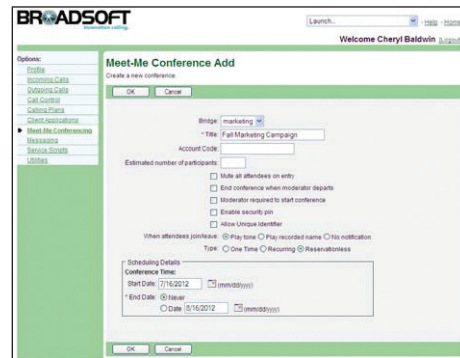 BROADSOFT
innovation calling.
Launch...
- Help - Home
Welcome Cheryl Baldwin [Logout]
Options:
Profile
Incoming Calls
Outgoing Calls
Call Control
Calling Plans
Client Applications
Meet-Me Conferencing
Messaging
Service Scripts
Utilities
Meet-Me Conference Add
Create a new conference.
OK Cancel
Bridge: marketing
* Title: Fall Marketing Campaign
Account Code:
Estimated number of participants:
Mute all attendees on entry
End conference when moderator departs
Moderator required to start conference
Enable security pin
Allow Unique Identifier
When attendees join/leave: Play tone Play recorded name No notification
Type: One Time Recurring Reservationless
Scheduling Details
Conference Time:
Start Date: 7/16/2012 (mm/dd/yyyy)
* End Date: Never
Date 8/16/2012 (mm/dd/yyyy)
OK Cancel